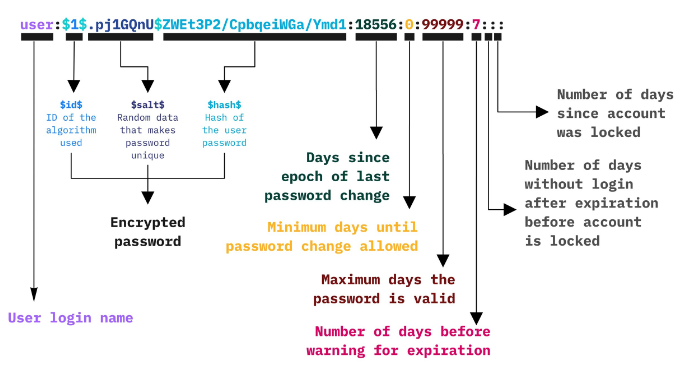 user:$1$.pj1GQnU$ZWEt3P2/CpbqeiWGa/Ymd1:18556:0:99999:7:::
$id$
ID of the
algorithm
used
$salt$
Random data
that makes
password
unique
$hash$
Hash of
the user
password
Encrypted
password
User login name
Days since
epoch of last
password change
Minimum days until
password change allowed
Maximum days the
password is valid
Number of days before
warning for expiration
Number of days
since account
was locked
Number of days
without login
after expiration
before account
is locked